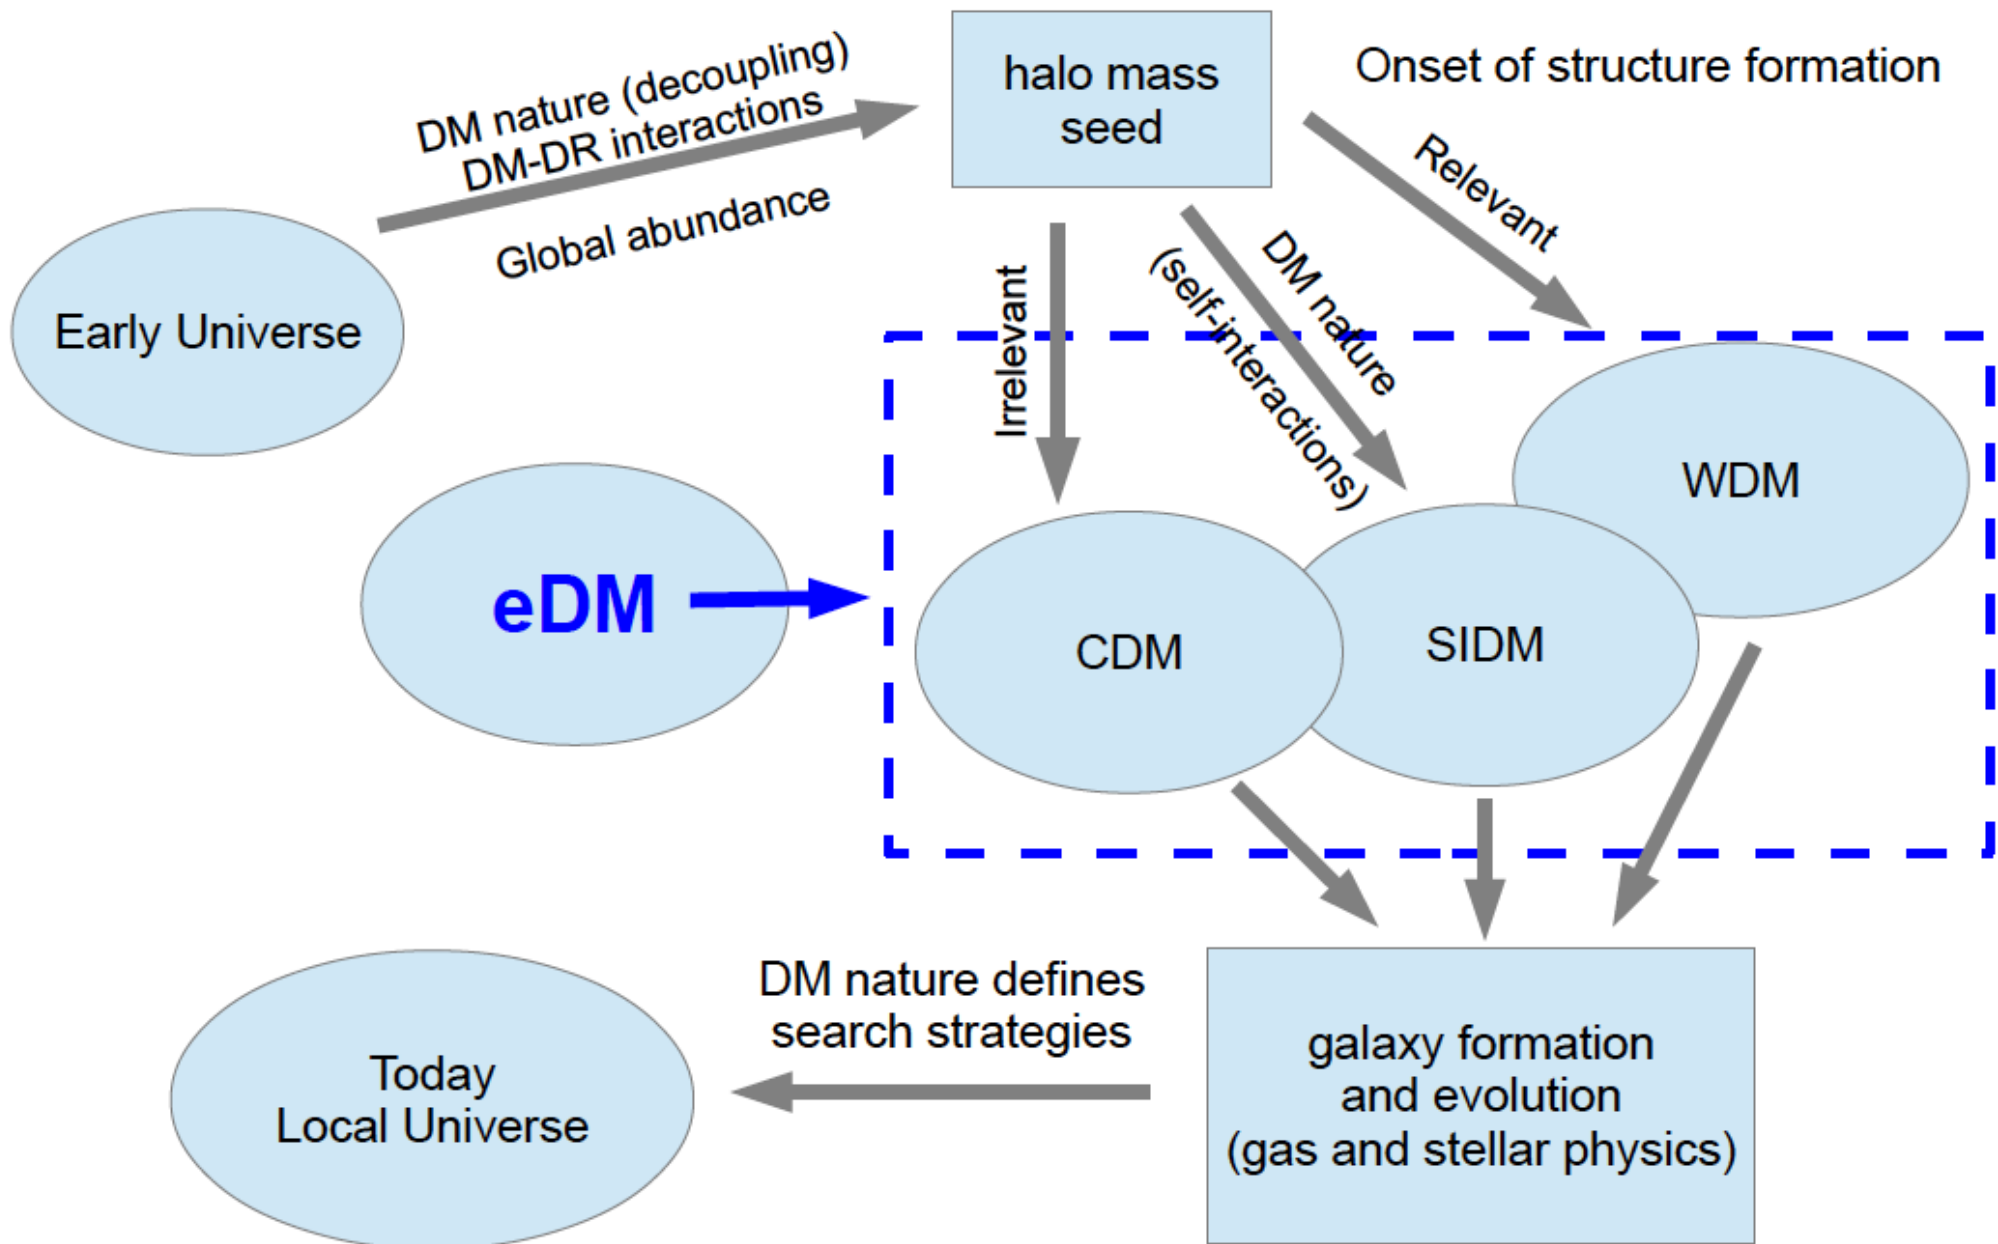 DM nature (decoupling)
DM-DR interactions
Global abundance
halo mass
seed
Onset of structure formation
Relevant
DM nature
(self-interactions)
Irrelevant
Early Universe
WDM
eDM
CDM
SIDM
DM nature defines
search strategies
Today
Local Universe
galaxy formation
and evolution
(gas and stellar physics)